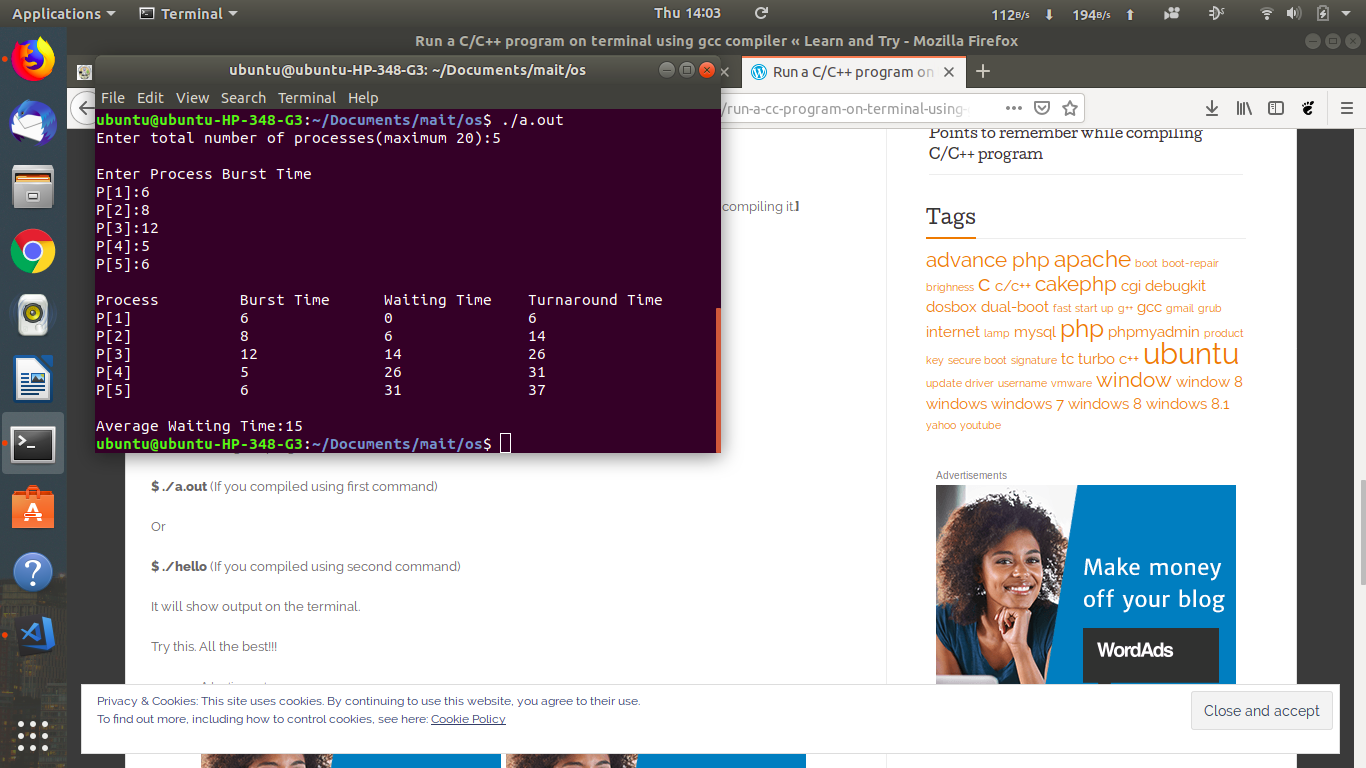 Applications Terminal Thu 14:03 112B/s 194B/s
Run a C/C++ program on terminal using gcc compiler « Learn and Try - Mozilla Firefox
ubuntu@ubuntu-HP-348-G3: ~/Documents/mait/os
Run a C/C++ program on
File Edit View Search Terminal Help
/run-a-cc-program-on-terminal-using-
ubuntu@ubuntu-HP-348-G3:~/Documents/mait/os$ ./a.out
Enter total number of processes(maximum 20):5
Enter Process Burst Time
P[1]:6
P[2]:8
P[3]:12
P[4]:5
P[5]:6
Process Burst Time Waiting Time Turnaround Time
P[1] 6 0 6
P[2] 8 6 14
P[3] 12 14 26
P[4] 5 26 31
P[5] 6 31 37
Average Waiting Time:15
ubuntu@ubuntu-HP-348-G3:~/Documents/mait/os$
compiling it.]
$ ./a.out (If you compiled using first command)
Or
$ ./hello (If you compiled using second command)
It will show output on the terminal.
Try this. All the best!!!
Points to remember while compiling
C/C++ program
Tags
advance php apache boot boot-repair
brighness c c/c++ cakephp cgi debugkit
dosbox dual-boot fast start up g++ gcc gmail grub
internet lamp mysql php phpmyadmin product
key secure boot signature tc turbo c++ ubuntu
update driver username vmware window window 8
windows windows 7 windows 8 windows 8.1
yahoo youtube
Advertisements
Make money
off your blog
WordAds
Privacy & Cookies: This site uses cookies. By continuing to use this website, you agree to their use.
To find out more, including how to control cookies, see here: Cookie Policy
Close and accept